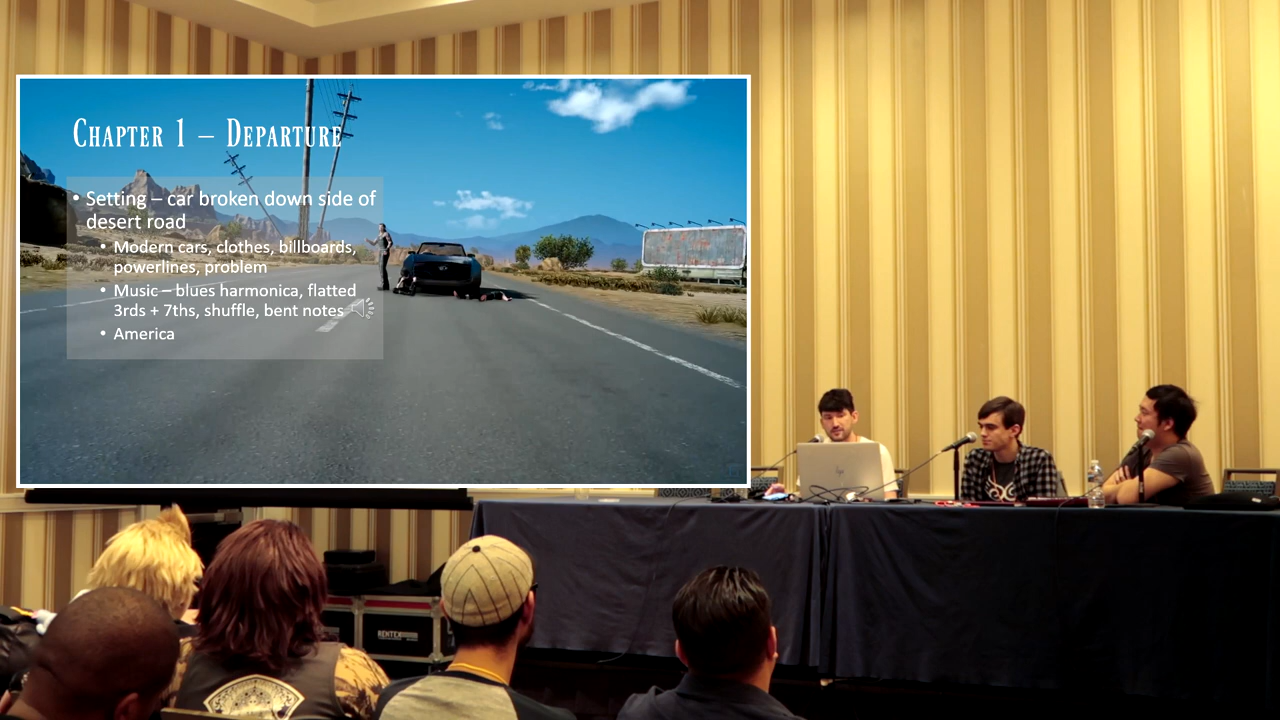 Chapter 1 – Departure
• Setting – car broken down side of
desert road
• Modern cars, clothes, billboards,
powerlines, problem
• Music – blues harmonica, flatted
3rds + 7ths, shuffle, bent notes
• America
hp